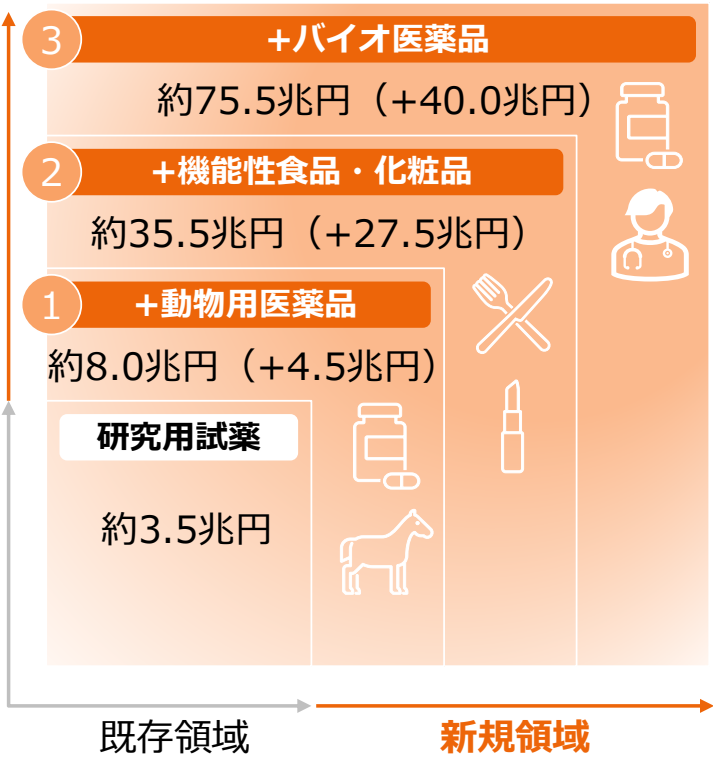 3
+バイオ医薬品
約75.5兆円（+40.0兆円）
2
+機能性食品・化粧品
約35.5兆円（+27.5兆円）
1
+動物用医薬品
約8.0兆円（+4.5兆円）
研究用試薬
約3.5兆円
既存領域
新規領域